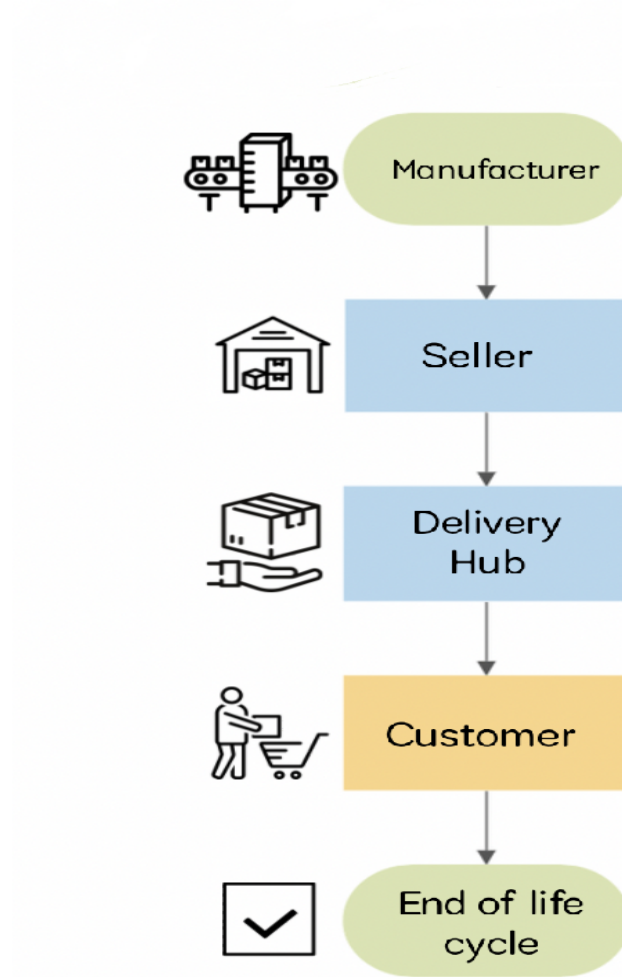 Manufacturer
Seller
Delivery
Hub
Customer
End of life
cycle